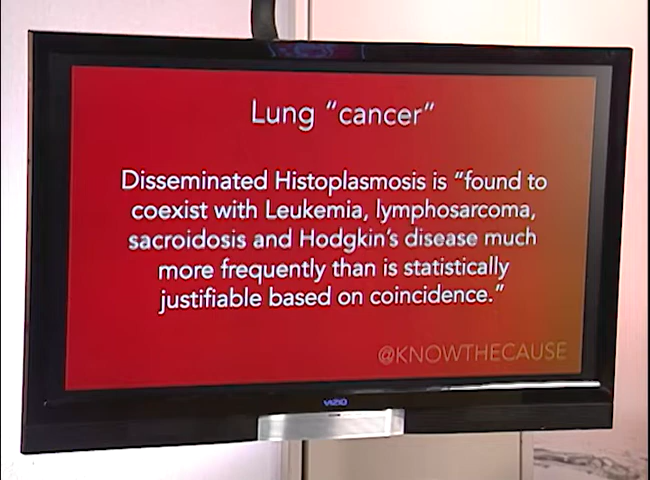 Lung "cancer"
Disseminated Histoplasmosis is "found to
coexist with Leukemia, lymphosarcoma,
sacroidosis and Hodgkin's disease much
more frequently than is statistically
justifiable based on coincidence."
@KNOWTHECAUSE
VIZIO